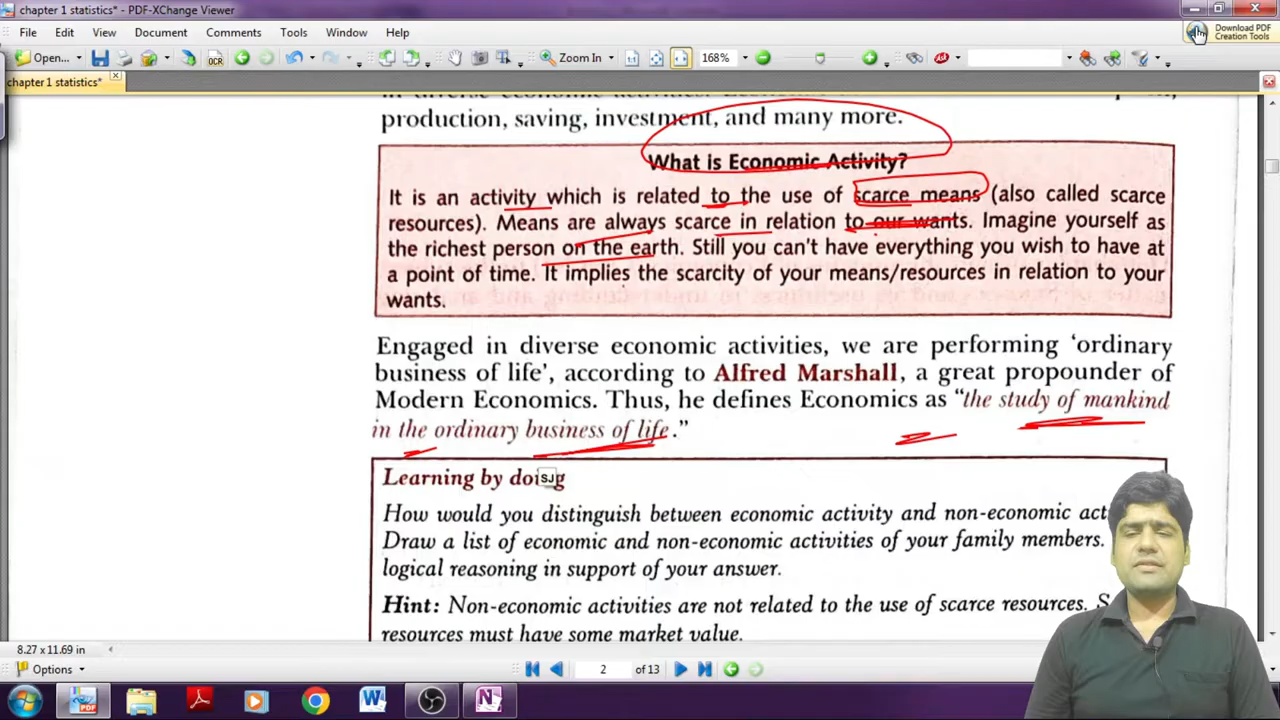 chapter 1 statistics* - PDF-XChange Viewer
File Edit View Document Comments Tools Window Help
Download PDF
Creation Tools
Open... OCR Zoom In 168%
chapter 1 statistics*
production, saving, investment, and many more.
What is Economic Activity?
It is an activity which is related to the use of scarce means (also called scarce
resources). Means are always scarce in relation to our wants. Imagine yourself as
the richest person on the earth. Still you can't have everything you wish to have at
a point of time. It implies the scarcity of your means/resources in relation to your
wants.
Engaged in diverse economic activities, we are performing ‘ordinary
business of life’, according to Alfred Marshall, a great propounder of
Modern Economics. Thus, he defines Economics as “the study of mankind
in the ordinary business of life.”
Learning by doing
SJ
How would you distinguish between economic activity and non-economic act
Draw a list of economic and non-economic activities of your family members.
logical reasoning in support of your answer.
Hint: Non-economic activities are not related to the use of scarce resources. S
resources must have some market value.
8.27 x 11.69 in
Options 2 of 13